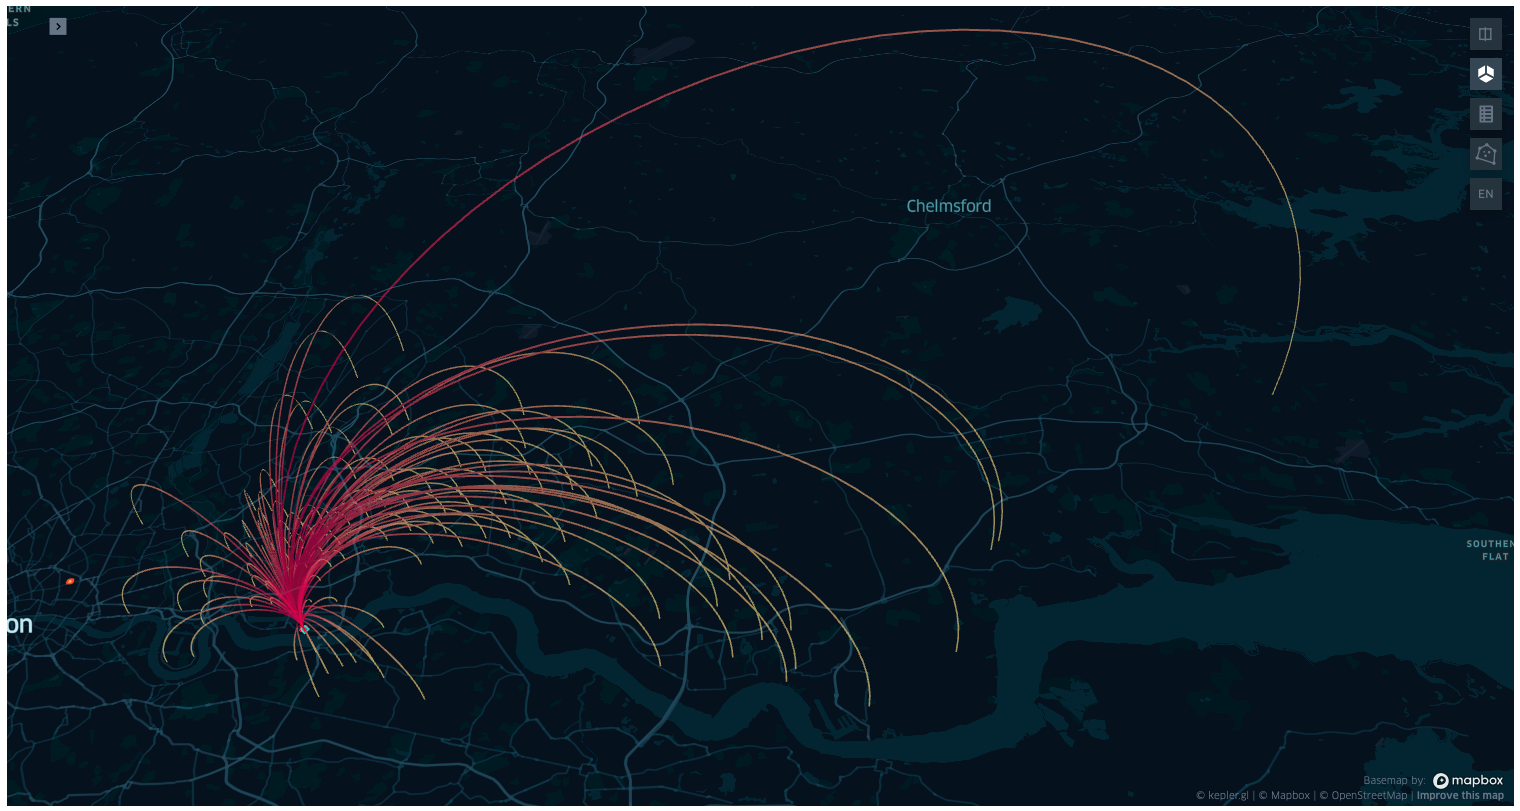 ERN
LS
EN
Chelmsford
SOUTHEN
FLAT
on
Basemap by: mapbox
© kepler.gl | © Mapbox | © OpenStreetMap | Improve this map